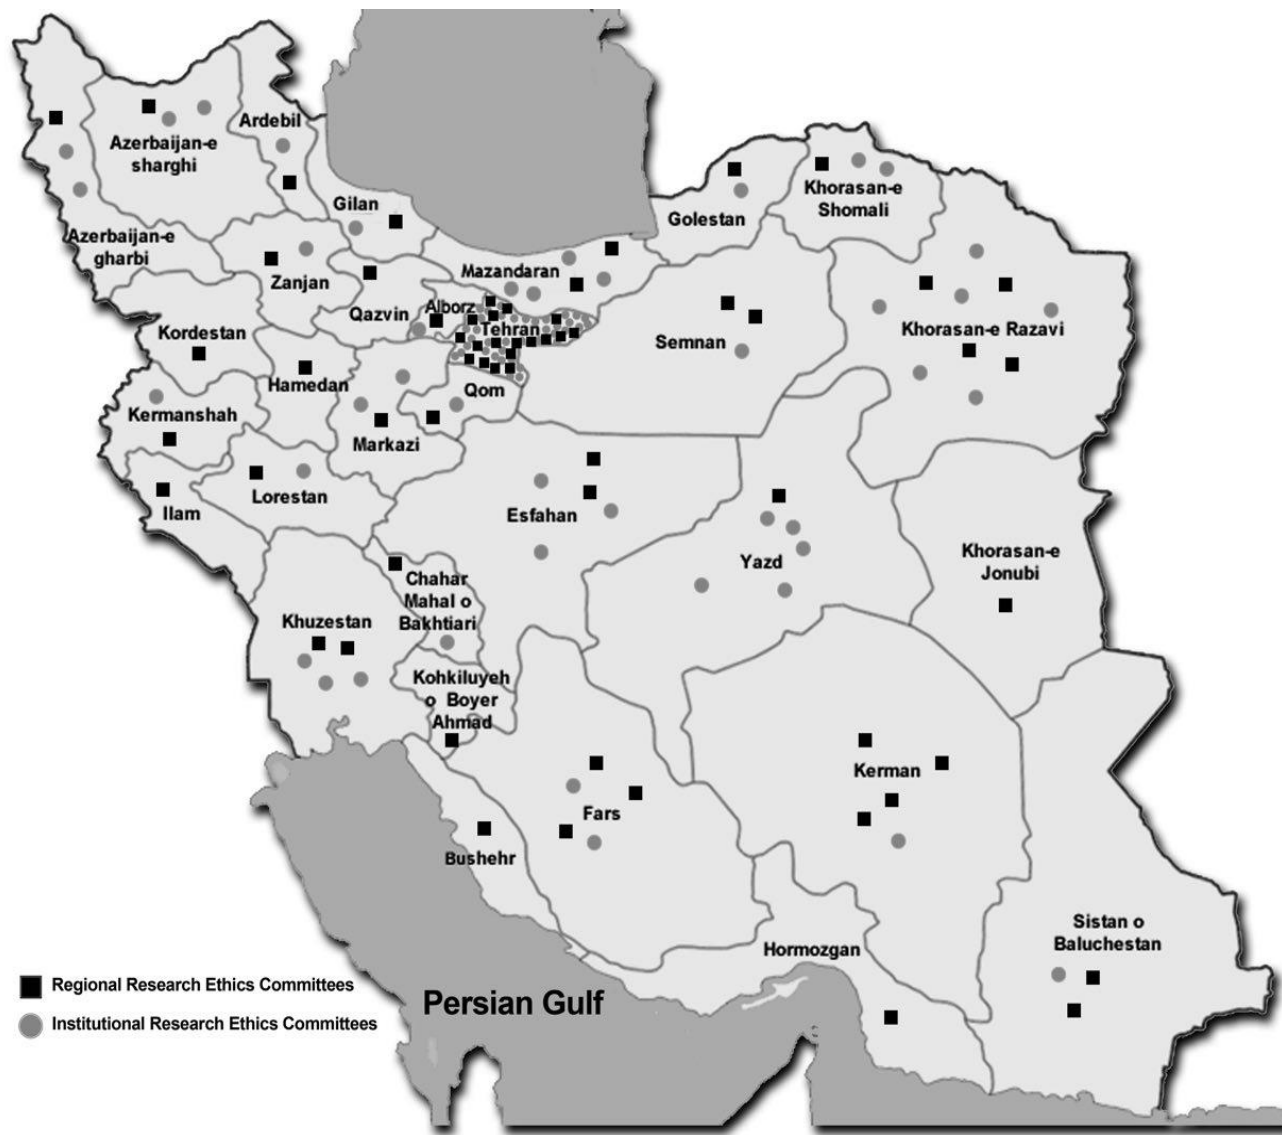 Ardebil
Azerbaijan-e
sharghi
Gilan
Azerbaijan-e
gharbi
Zanjan
Golestan
Khorasan-e
Shomali
Mazandaran
Qazvin
Alborz
Tehran
Kordestan
Semnan
Khorasan-e Razavi
Hamedan
Qom
Kermanshah
Markazi
Lorestan
Ilam
Esfahan
Yazd
Khorasan-e
Jonubi
Chahar
Mahal o
Bakhtiari
Khuzestan
Kohkiluyeh
o Boyer
Ahmad
Kerman
Fars
Bushehr
Hormozgan
Sistan o
Baluchestan
Regional Research Ethics Committees
Institutional Research Ethics Committees
Persian Gulf